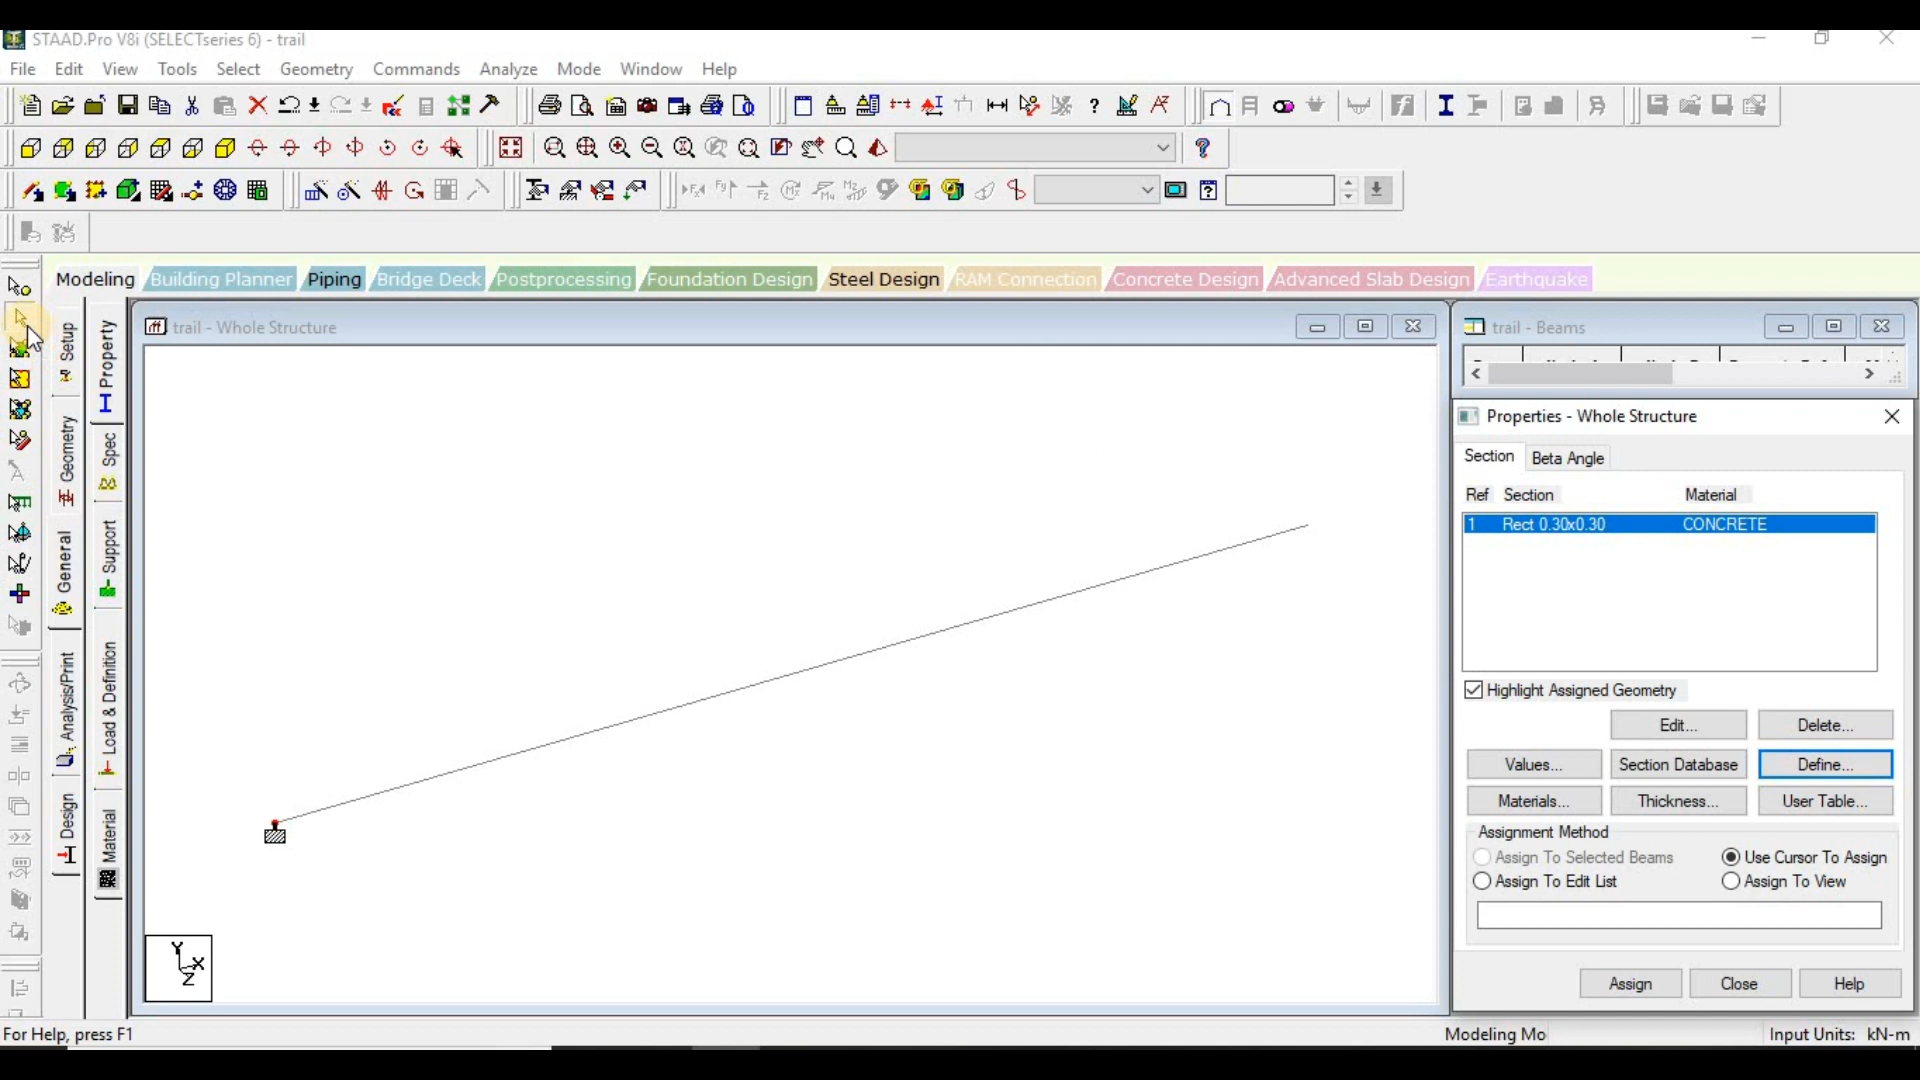 STAAD.Pro V8i (SELECTseries 6) - trail
File Edit View Tools Select Geometry Commands Analyze Mode Window Help
Modeling Building Planner Piping Bridge Deck Postprocessing Foundation Design Steel Design RAM Connection Concrete Design Advanced Slab Design Earthquake
Setup
Geometry
General
Analysis/Print
Design
Property
Spec
Support
Load & Definition
Material
trail - Whole Structure
Y
X
Z
trail - Beams
Properties - Whole Structure
Section Beta Angle
Ref Section Material
1 Rect 0.30x0.30 CONCRETE
Highlight Assigned Geometry
Edit... Delete...
Values... Section Database Define...
Materials... Thickness... User Table...
Assignment Method
Assign To Selected Beams Use Cursor To Assign
Assign To Edit List Assign To View
Assign Close Help
For Help, press F1 Modeling Mo Input Units: kN-m